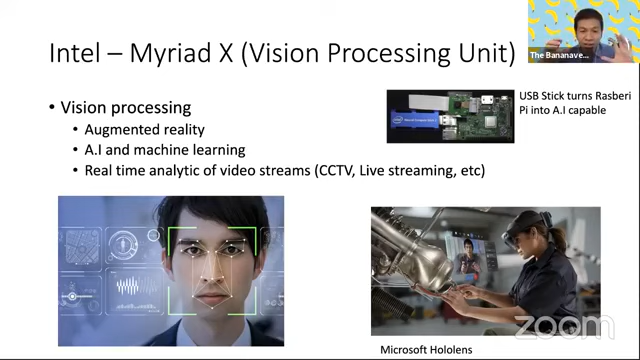 Intel – Myriad X (Vision Processing Unit)
The Bananave...
• Vision processing
• Augmented reality
• A.I and machine learning
• Real time analytic of video streams (CCTV, Live streaming, etc)
USB Stick turns Rasberi
Pi into A.I capable
Microsoft Hololens
zoom